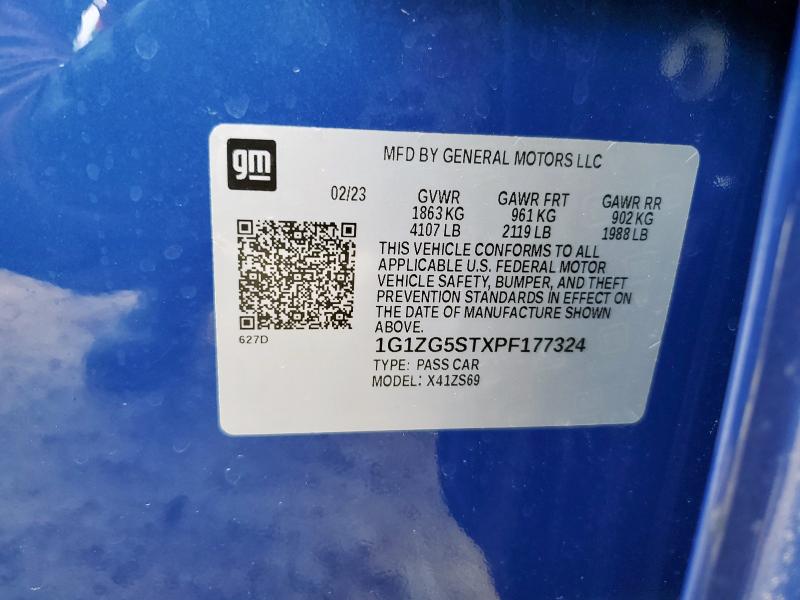 gm
MFD BY GENERAL MOTORS LLC
02/23 GVWR GAWR FRT GAWR RR
1863 KG 961 KG 902 KG
4107 LB 2119 LB 1988 LB
THIS VEHICLE CONFORMS TO ALL
APPLICABLE U.S. FEDERAL MOTOR
VEHICLE SAFETY, BUMPER, AND THEFT
PREVENTION STANDARDS IN EFFECT ON
THE DATE OF MANUFACTURE SHOWN
ABOVE.
627D
1G1ZG5STXPF177324
TYPE: PASS CAR
MODEL: X41ZS69